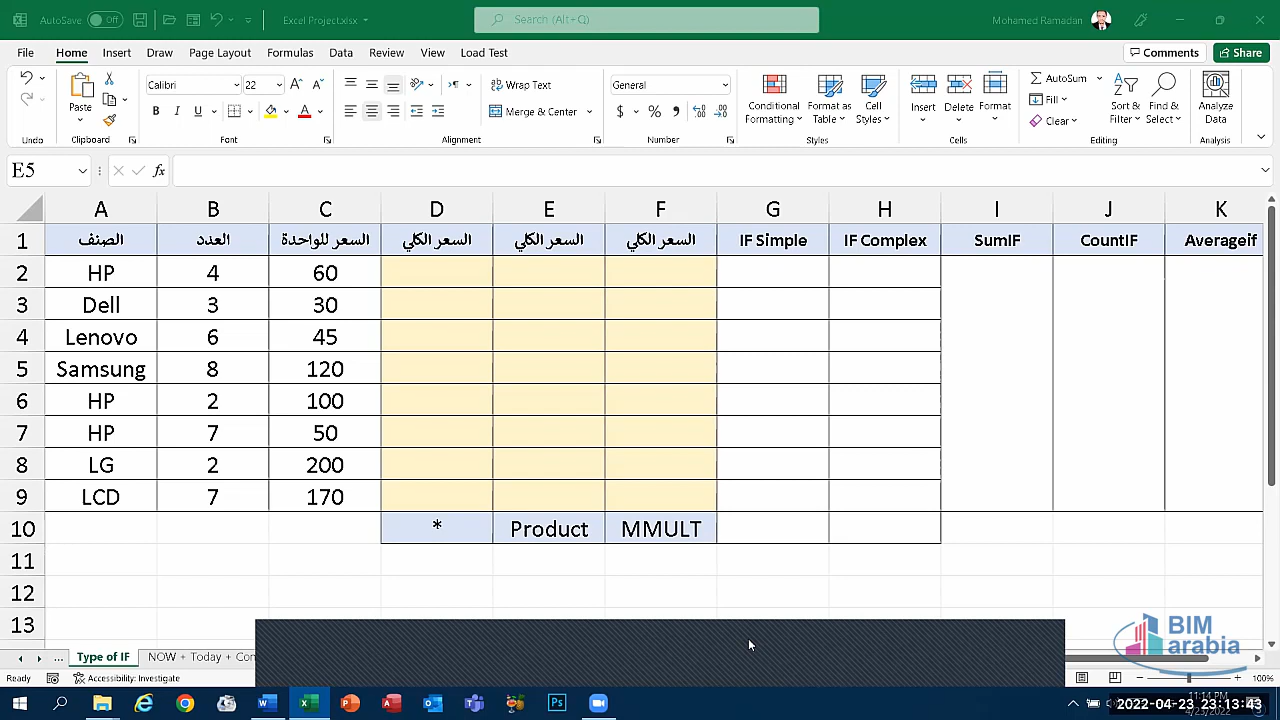 AutoSave Off Excel Project.xlsx Search (Alt+Q) Mohamed Ramadan
File Home Insert Draw Page Layout Formulas Data Review View Load Test Comments Share
Paste Calibri 22 Wrap Text General Conditional Formatting Format as Table Cell Styles Insert Delete Format AutoSum Sort & Filter Find & Select Analyze Data
B I U A Merge & Center $ % Fill
Clear
Undo Clipboard Font Alignment Number Styles Cells Editing Analysis
E5 fx
A B C D E F G H I J K
1 الصنف العدد السعر للواحدة السعر الكلي السعر الكلي السعر الكلي IF Simple IF Complex SumIF CountIF Averageif
2 HP 4 60
3 Dell 3 30
4 Lenovo 6 45
5 Samsung 8 120
6 HP 2 100
7 HP 7 50
8 LG 2 200
9 LCD 7 170
10 * Product MMULT
11
12
13
BIM arabia
... Type of IF NOW + Today + Con
Ready Accessibility: Investigate 100%
11:14 PM
2022-04-23 23:13:43